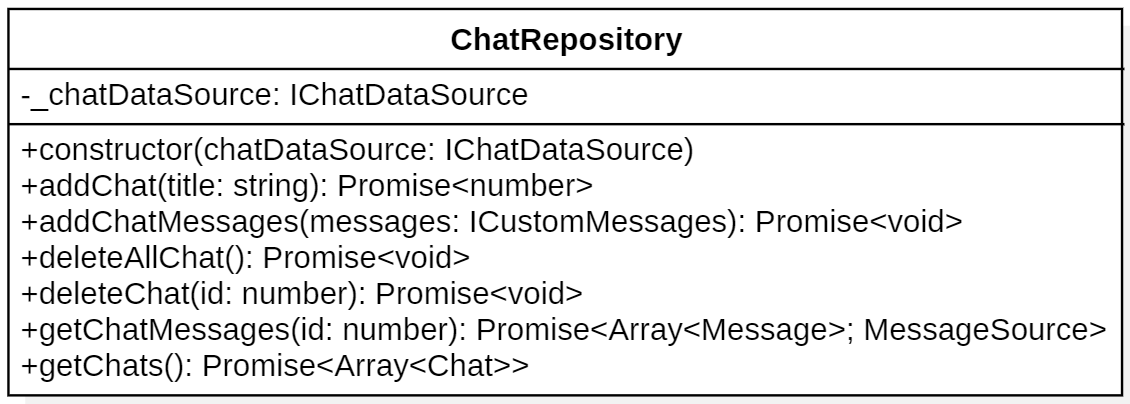 ChatRepository
-_chatDataSource: IChatDataSource
+constructor(chatDataSource: IChatDataSource)
+addChat(title: string): Promise<number>
+addChatMessages(messages: ICustomMessages): Promise<void>
+deleteAllChat(): Promise<void>
+deleteChat(id: number): Promise<void>
+getChatMessages(id: number): Promise<Array<Message>; MessageSource>
+getChats(): Promise<Array<Chat>>